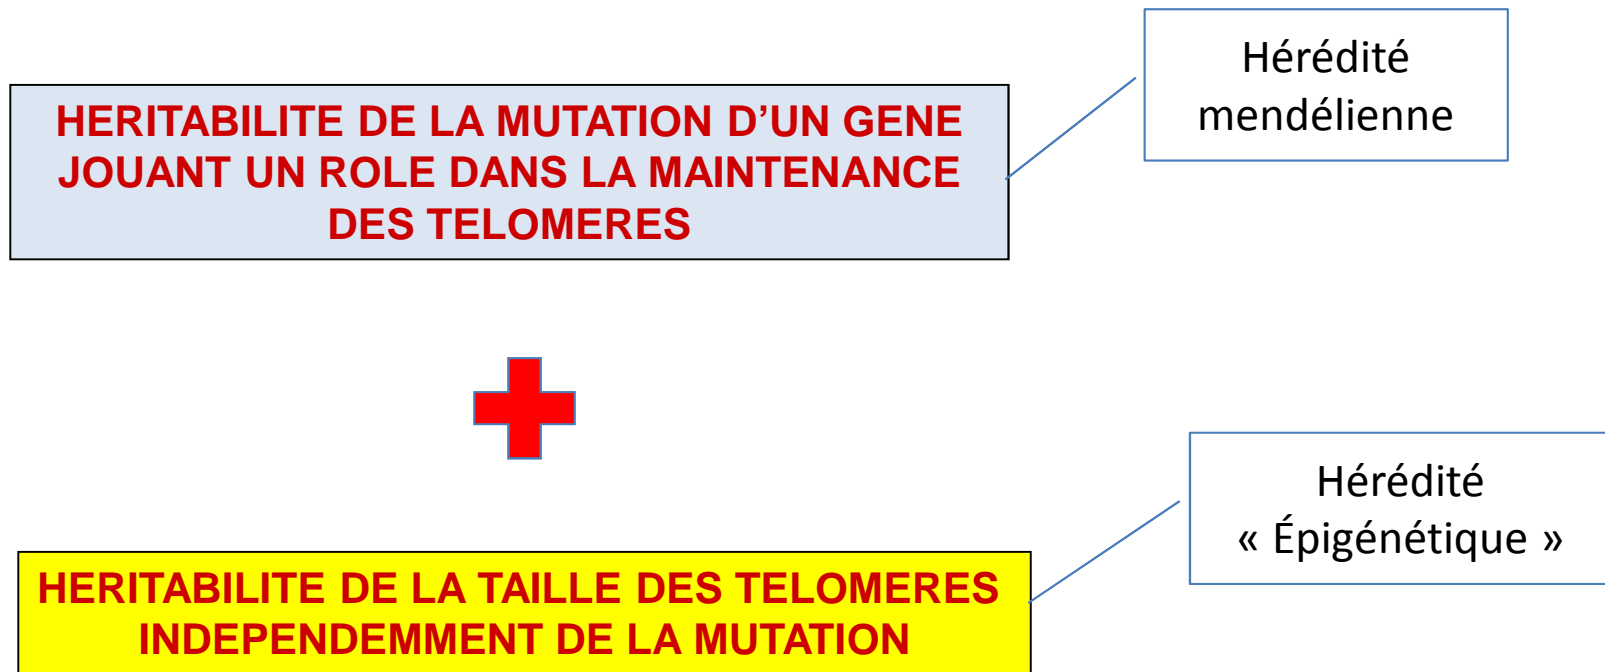 HERITABILITE DE LA MUTATION D’UN GENE
JOUANT UN ROLE DANS LA MAINTENANCE
DES TELOMERES
Hérédité
mendélienne
HERITABILITE DE LA TAILLE DES TELOMERES
INDEPENDEMMENT DE LA MUTATION
Hérédité
« Épigénétique »